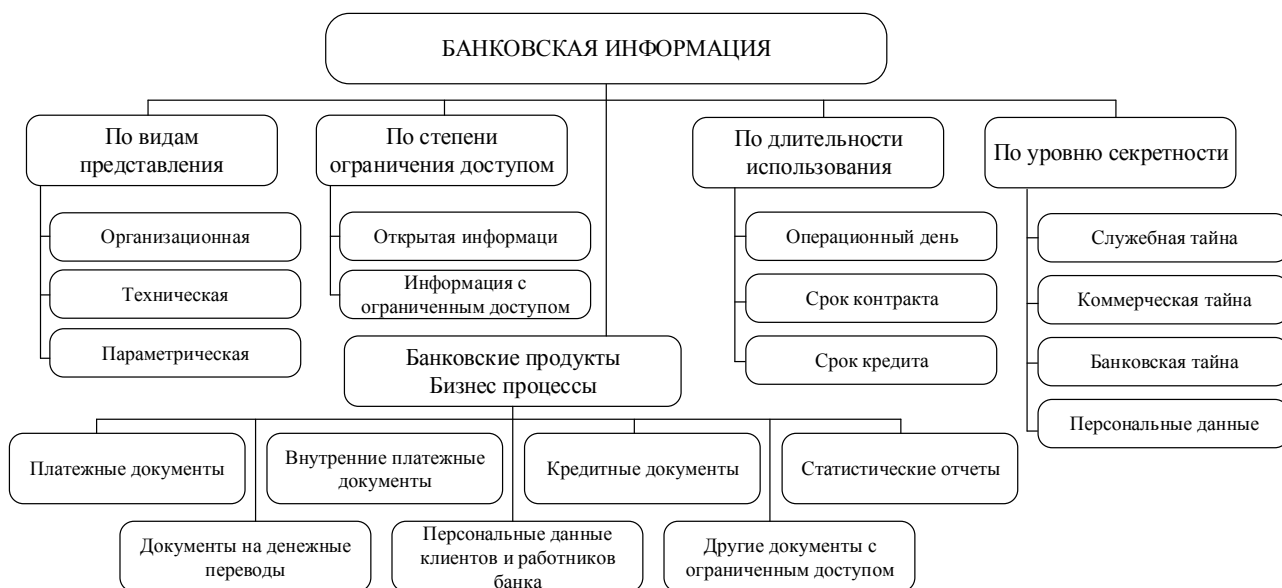 БАНКОВСКАЯ ИНФОРМАЦИЯ
По видам
представления
Организационная
Техническая
Параметрическая
По степени
ограничения доступом
Открытая информаци
Информация с
ограниченным доступом
По длительности
использования
Операционный день
Срок контракта
Срок кредита
По уровню секретности
Служебная тайна
Коммерческая тайна
Банковская тайна
Персональные данные
Банковские продукты
Бизнес процессы
Платежные документы
Внутренние платежные
документы
Кредитные документы
Статистические отчеты
Документы на денежные
переводы
Персональные данные
клиентов и работников
банка
Другие документы с
ограниченным доступом